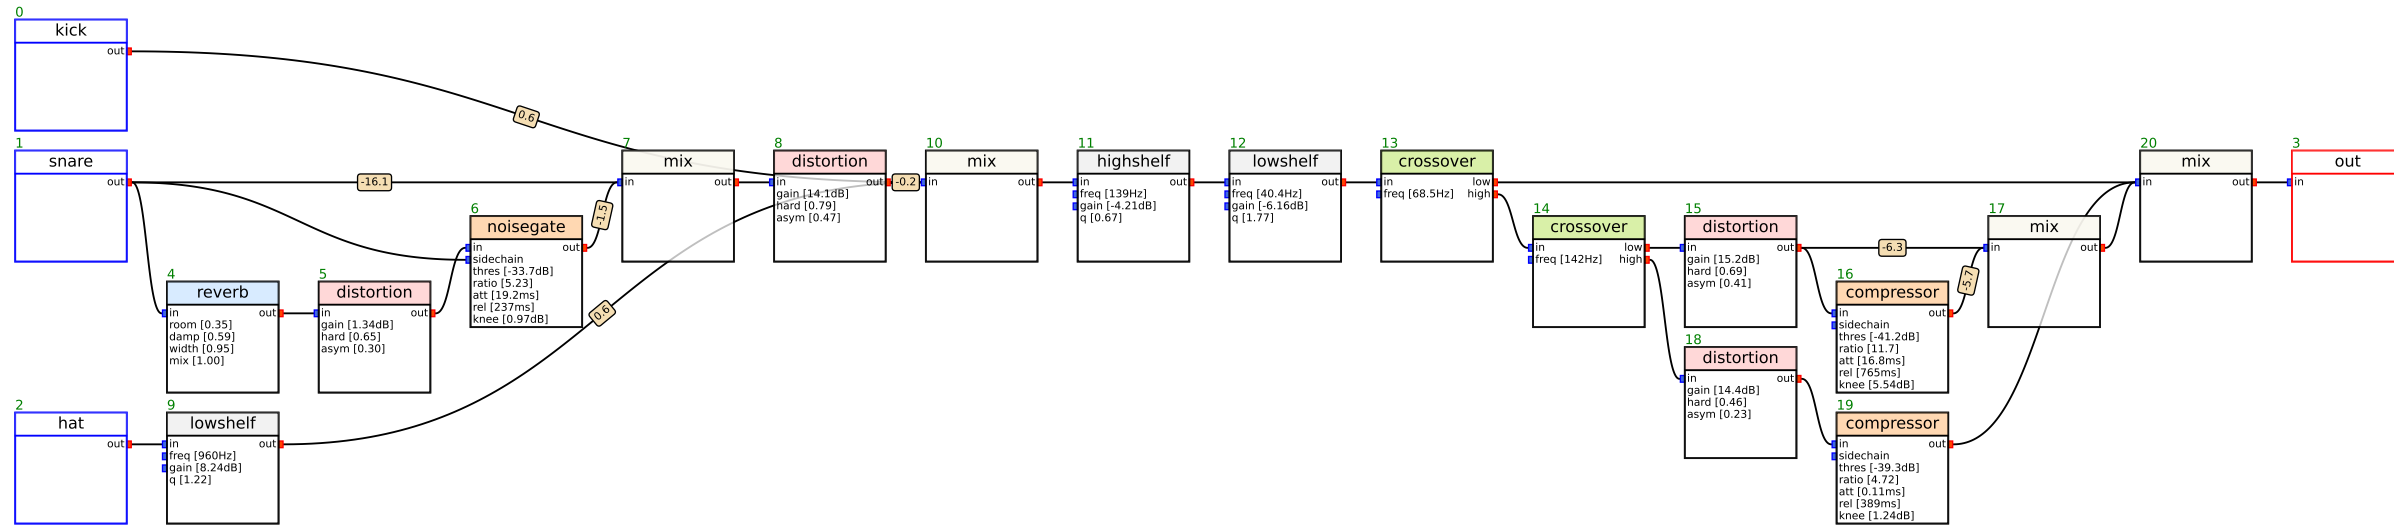 0
kick
out
0.6
1
snare
out
-16.1
4
reverb
in out
room [0.35]
damp [0.59]
width [0.95]
mix [1.00]
5
distortion
in out
gain [1.34dB]
hard [0.65]
asym [0.30]
6
noisegate
in out
sidechain
thres [-33.7dB]
ratio [5.23]
att [19.2ms]
rel [237ms]
knee [0.97dB]
-1.5
7
mix
in out
8
distortion
in out
gain [14.1dB]
hard [0.79]
asym [0.47]
-0.2
2
hat
out
9
lowshelf
in out
freq [960Hz]
gain [8.24dB]
q [1.22]
0.6
10
mix
in out
11
highshelf
in out
freq [139Hz]
gain [-4.21dB]
q [0.67]
12
lowshelf
in out
freq [40.4Hz]
gain [-6.16dB]
q [1.77]
13
crossover
in low
freq [68.5Hz] high
14
crossover
in low
freq [142Hz] high
15
distortion
in out
gain [15.2dB]
hard [0.69]
asym [0.41]
-6.3
16
compressor
in out
sidechain
thres [-41.2dB]
ratio [11.7]
att [16.8ms]
rel [765ms]
knee [5.54dB]
-5.7
17
mix
in out
18
distortion
in out
gain [14.4dB]
hard [0.46]
asym [0.23]
19
compressor
in out
sidechain
thres [-39.3dB]
ratio [4.72]
att [0.11ms]
rel [389ms]
knee [1.24dB]
20
mix
in out
3
out
in